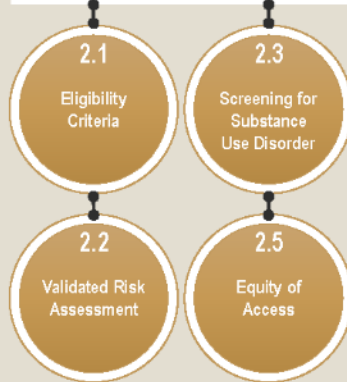 2.1
Eligibility
Criteria
2.3
Screening for
Substance
Use Disorder
2.2
Validated Risk
Assessment
2.5
Equity of
Access